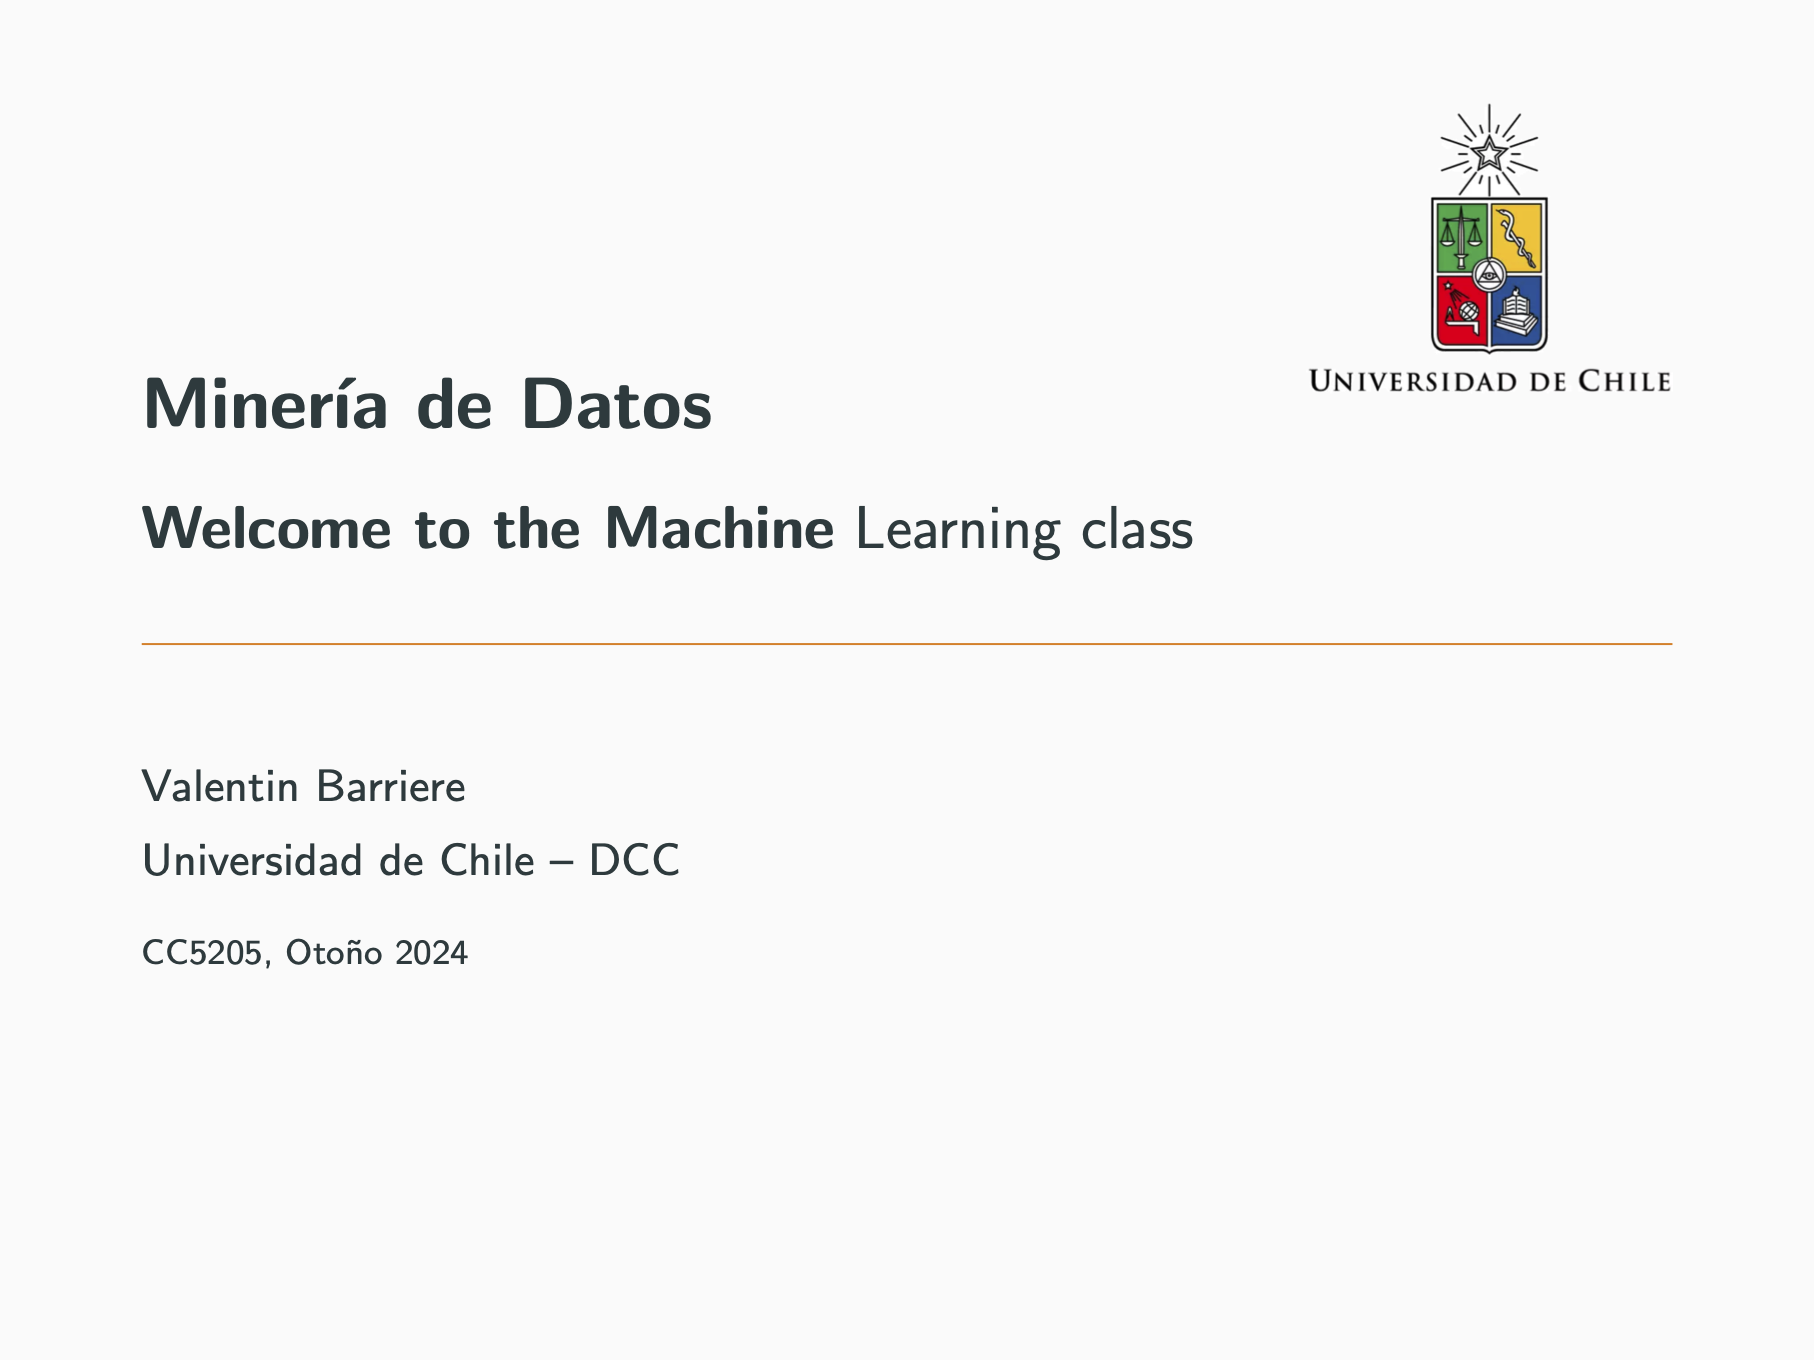 UNIVERSIDAD DE CHILE
Minería de Datos
Welcome to the Machine Learning class
Valentin Barriere
Universidad de Chile – DCC
CC5205, Otoño 2024